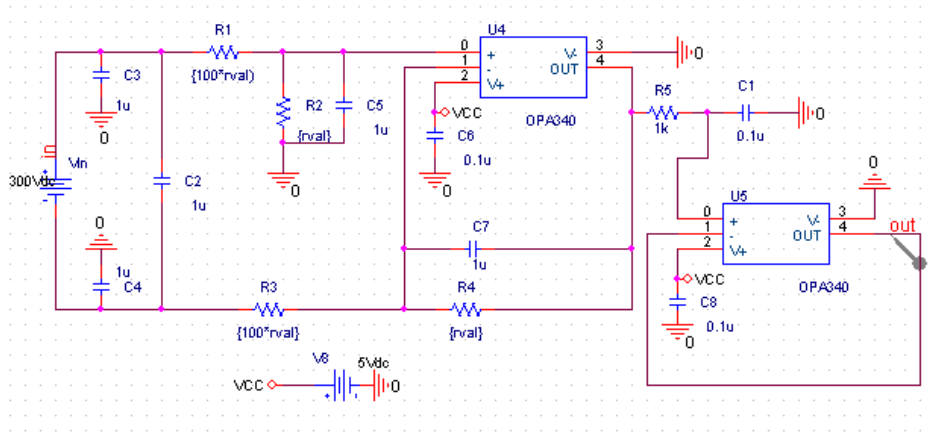 R1
{100*rval)
C3
1u
0
R2
{rval}
C5
1u
0
U4
0
+
1
-
2
V+
V-
3
OUT
4
OPA340
VCC
C6
0.1u
0
0
R5
1k
C1
0.1u
0
Vin
300Vdc
C2
1u
0
1u
C4
C7
1u
R3
{100*rval}
R4
{rval}
0
U5
0
+
1
-
2
V+
V-
3
OUT
4
out
OPA340
VCC
C8
0.1u
0
V8
5Vdc
VCC
0